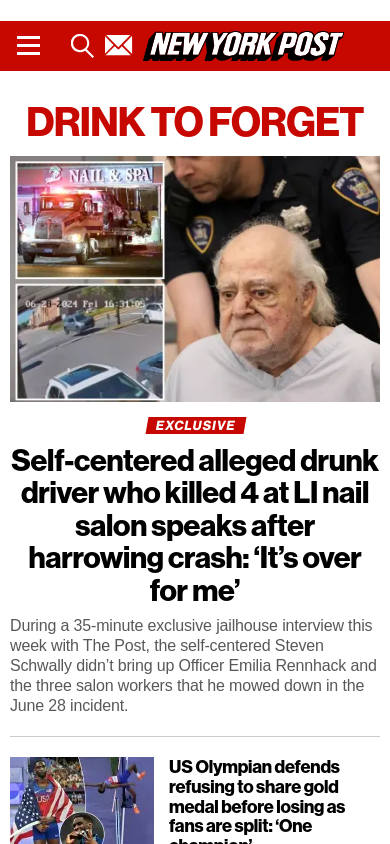 NEW YORK POST
DRINK TO FORGET
NAIL & SPA
06-28-2024 Fri 16:31:05
EXCLUSIVE
Self-centered alleged drunk
driver who killed 4 at LI nail
salon speaks after
harrowing crash: ‘It’s over
for me’
During a 35-minute exclusive jailhouse interview this
week with The Post, the self-centered Steven
Schwally didn’t bring up Officer Emilia Rennhack and
the three salon workers that he mowed down in the
June 28 incident.
US Olympian defends
refusing to share gold
medal before losing as
fans are split: ‘One
champion’